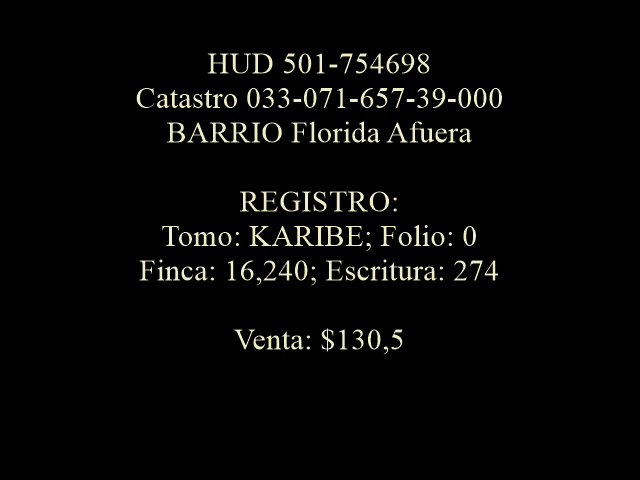 HUD 501-754698
Catastro 033-071-657-39-000
BARRIO Florida Afuera
REGISTRO:
Tomo: KARIBE; Folio: 0
Finca: 16,240; Escritura: 274
Venta: $130,5